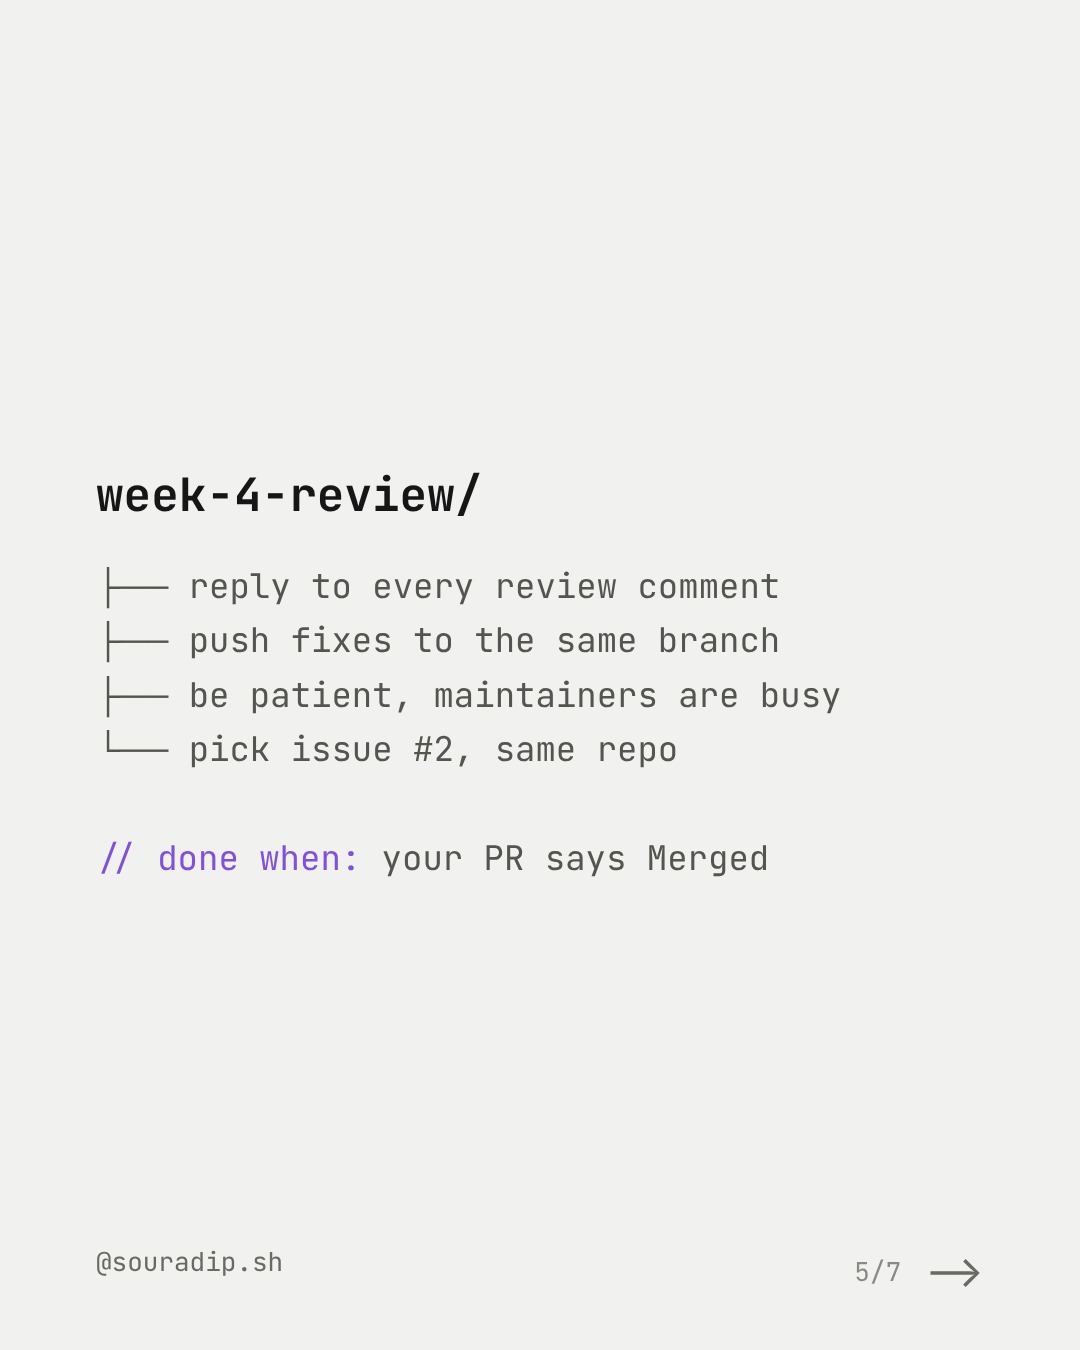 week-4-review/
├── reply to every review comment
├── push fixes to the same branch
├── be patient, maintainers are busy
└── pick issue #2, same repo
// done when: your PR says Merged
@souradip.sh
5/7 →